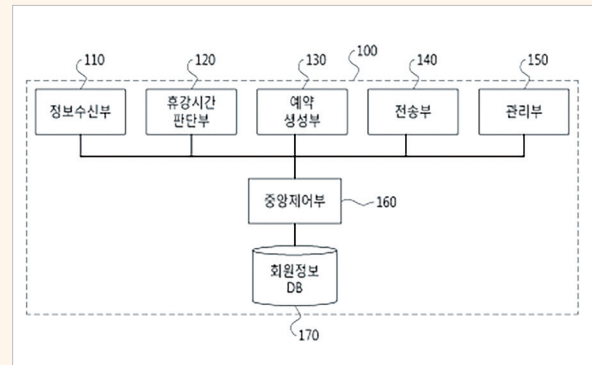 100
110
120
130
140
150
정보수신부
휴강시간
판단부
예약
생성부
전송부
관리부
중앙제어부
160
회원정보
DB
170